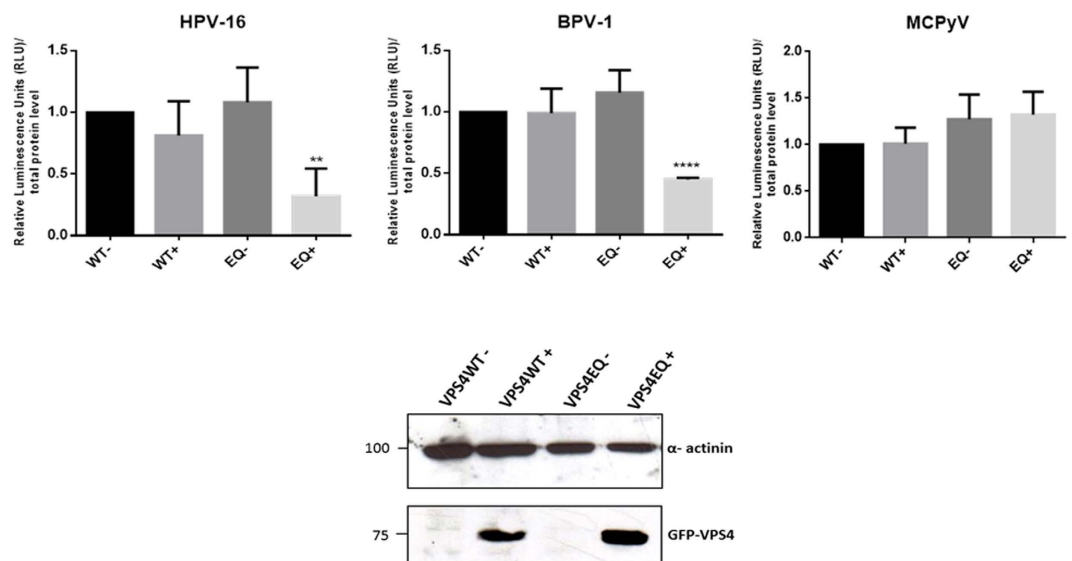 HPV-16
Relative Luminescence Units (RLU)/
total protein level
1.5
1.0
0.5
0.0
**
WT-
WT+
EQ-
EQ+
BPV-1
Relative Luminescence Units (RLU)/
total protein level
1.5
1.0
0.5
0.0
****
WT-
WT+
EQ-
EQ+
MCPyV
Relative Luminescence Units (RLU)/
total protein level
2.0
1.5
1.0
0.5
0.0
WT-
WT+
EQ-
EQ+
VPS4WT -
VPS4WT +
VPS4EQ -
VPS4EQ +
100
α- actinin
75
GFP-VPS4